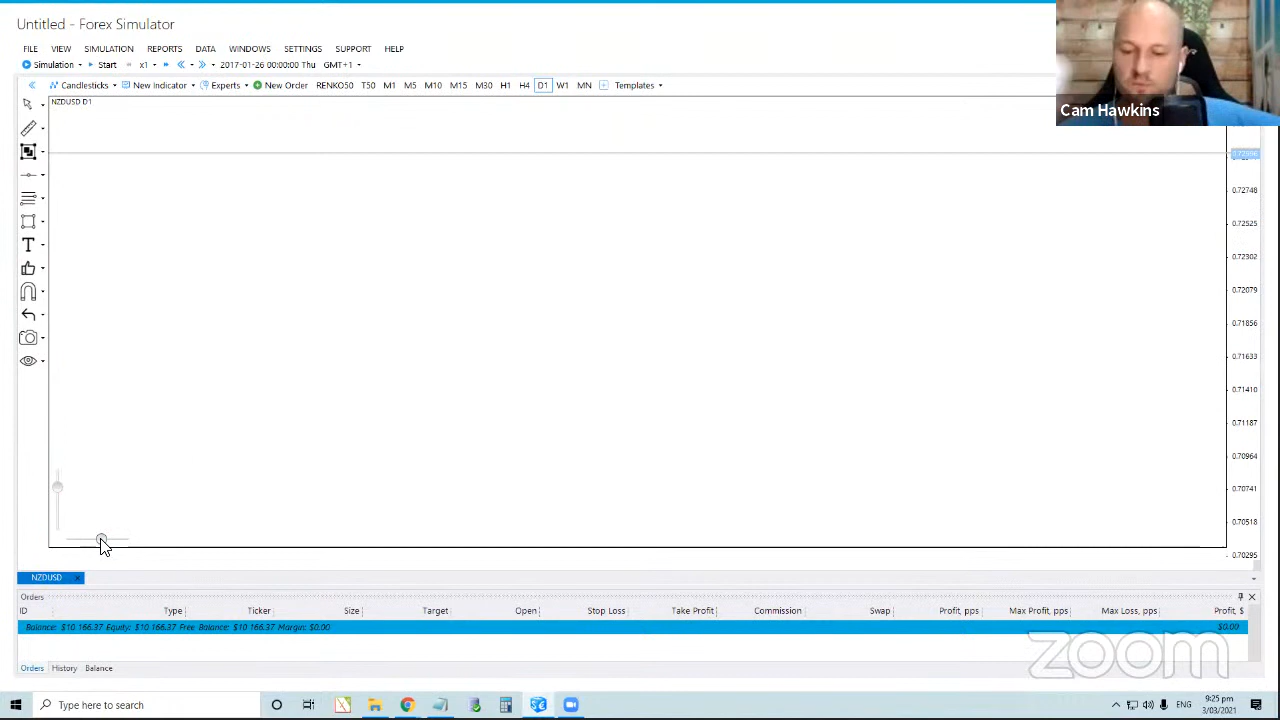 Untitled - Forex Simulator
FILE VIEW SIMULATION REPORTS DATA WINDOWS SETTINGS SUPPORT HELP
Simulation Start x1 2017-01-26 00:00:00 Thu GMT+1
Candlesticks New Indicator Experts New Order RENKO50 T50 M1 M5 M10 M15 M30 H1 H4 D1 W1 MN Templates
NZDUSD D1
Cam Hawkins
0.72996
0.72748
0.72525
0.72302
0.72079
0.71856
0.71633
0.71410
0.71187
0.70964
0.70741
0.70518
0.70295
NZDUSD
Orders
ID Type Ticker Size Target Open Stop Loss Take Profit Commission Swap Profit, pps Max Profit, pps Max Loss, pps Profit, $
Balance: $10 166.37 Equity: $10 166.37 Free Balance: $10 166.37 Margin: $0.00 $0.00
zoom
Orders History Balance
Type here to search
ENG
9:25 pm
3/03/2021